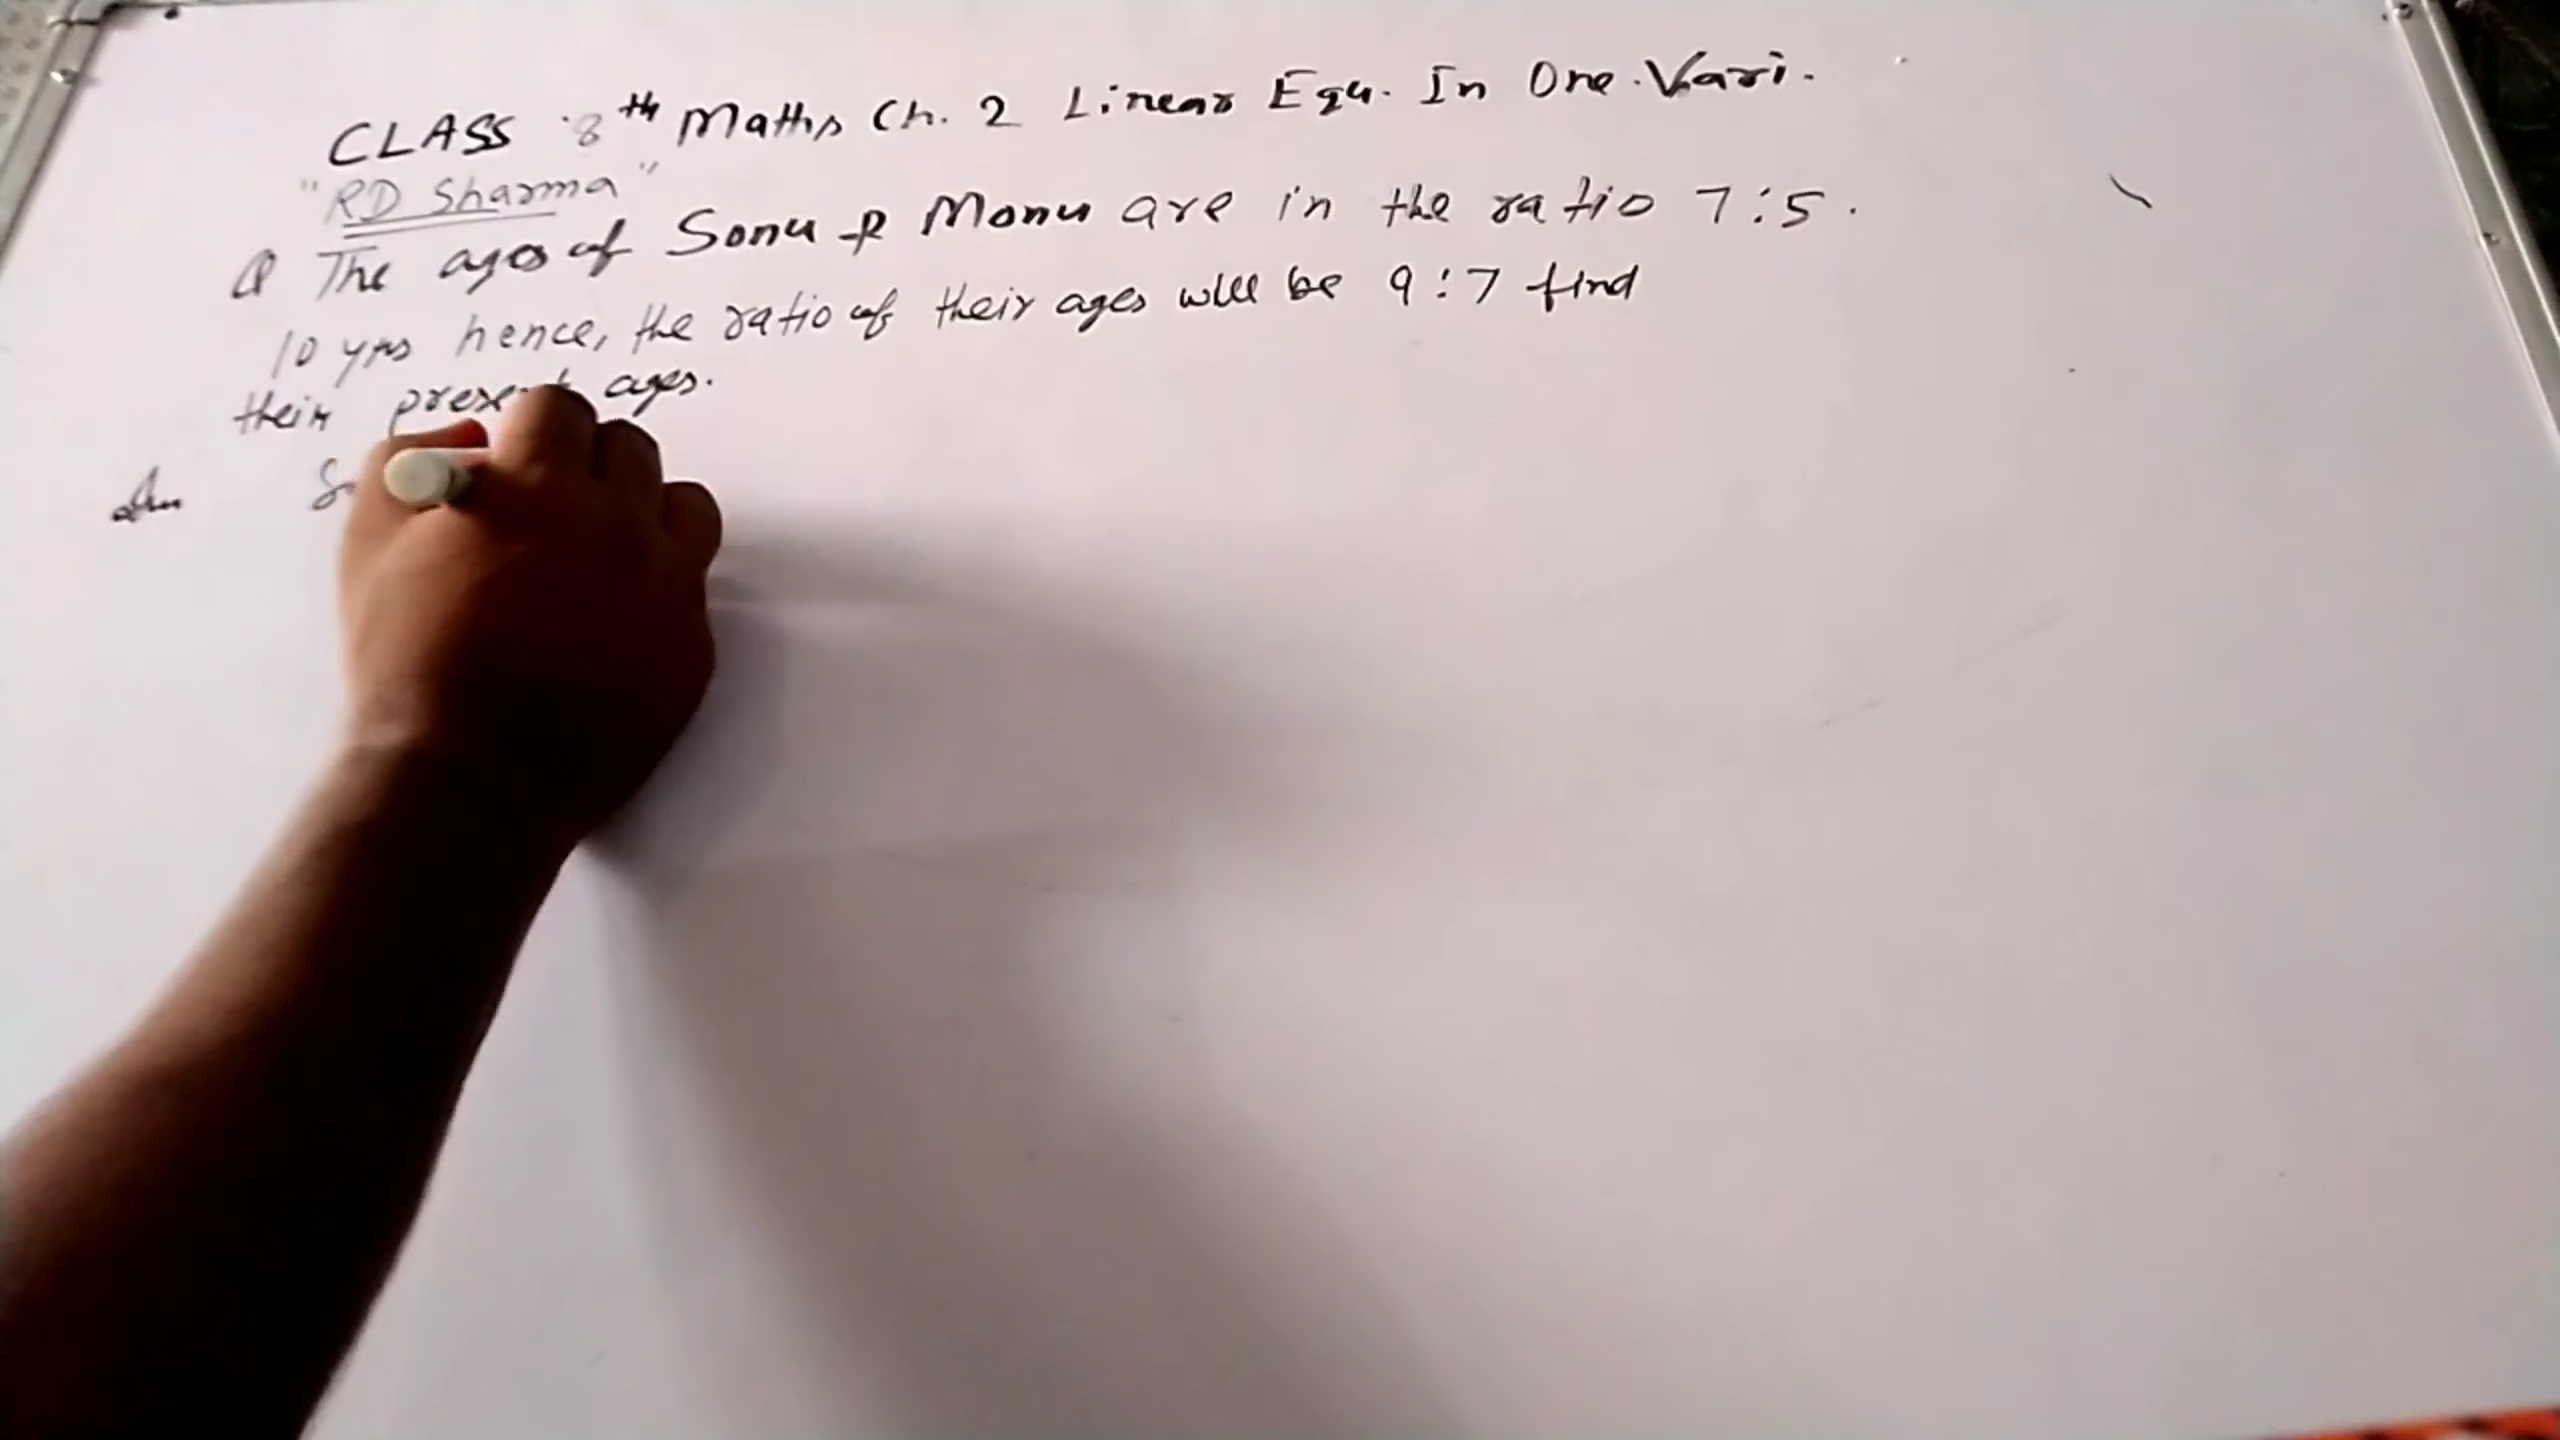 CLASS 8th Maths Ch. 2 Linear Equ. In One Vari.
"RD Sharma"
Q The ages of Sonu & Monu are in the ratio 7:5.
10 yrs hence, the ratio of their ages will be 9:7 find
their present ages.
Ans